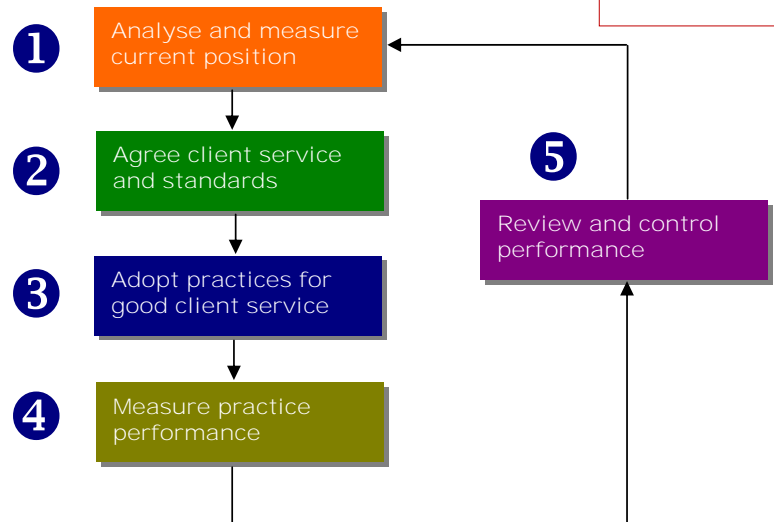 1
Analyse and measure
current position
2
Agree client service
and standards
3
Adopt practices for
good client service
4
Measure practice
performance
5
Review and control
performance